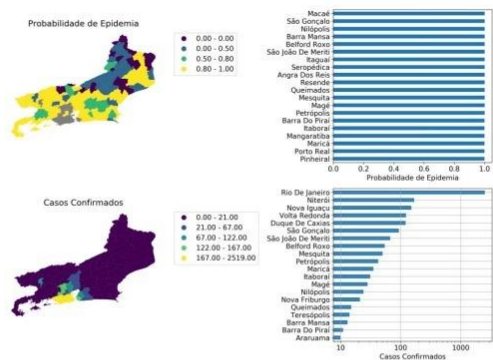 Probabilidade de Epidemia
0.00 - 0.00
0.00 - 0.50
0.50 - 0.80
0.80 - 1.00
Macaé
São Gonçalo
Nilópolis
Barra Mansa
Belford Roxo
São João De Meriti
Itaguaí
Seropédica
Angra Dos Reis
Resende
Queimados
Mesquita
Magé
Petrópolis
Barra Do Piraí
Itaboraí
Mangaratiba
Maricá
Porto Real
Pinheiral
0.0 0.2 0.4 0.6 0.8 1.0
Probabilidade de Epidemia
Casos Confirmados
0.00 - 21.00
21.00 - 67.00
67.00 - 122.00
122.00 - 167.00
167.00 - 2519.00
Rio De Janeiro
Niterói
Nova Iguaçu
Volta Redonda
Duque De Caxias
São Gonçalo
São João De Meriti
Belford Roxo
Mesquita
Petrópolis
Maricá
Itaboraí
Magé
Nilópolis
Nova Friburgo
Queimados
Teresópolis
Barra Mansa
Barra Do Piraí
Araruama
10 100 1000
Casos Confirmados